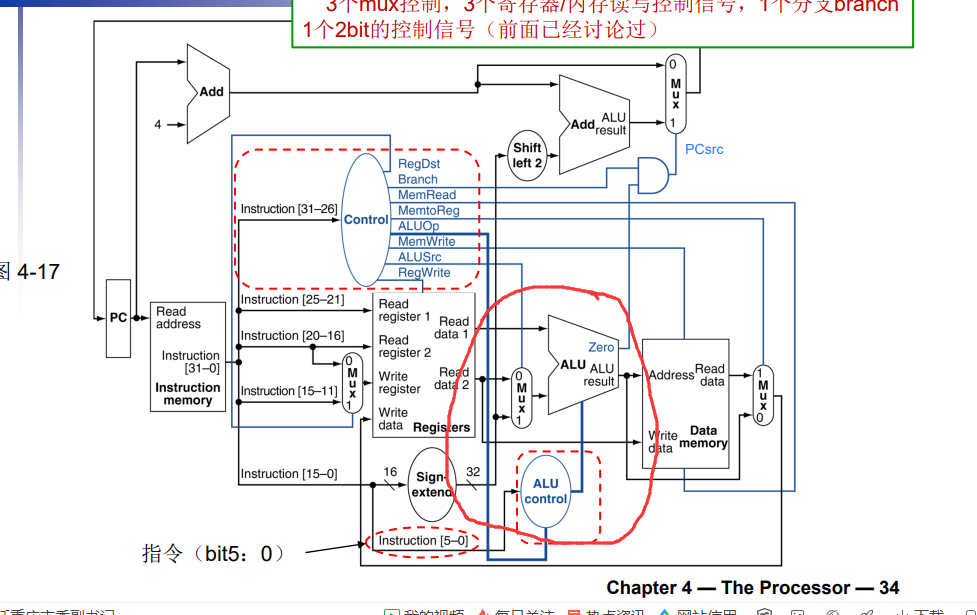 3个mux控制，3个寄存器/内存读与控制信号，1个分支branch
1个2bit的控制信号（前面已经讨论过）
Add
4
0
Mux
1
Add
ALU
result
Shift
left 2
PCsrc
RegDst
Branch
MemRead
MemtoReg
ALUOp
MemWrite
ALUSrc
RegWrite
Instruction [31–26]
Control
图 4-17
PC
Read
address
Instruction
[31–0]
Instruction
memory
Instruction [25–21]
Instruction [20–16]
Instruction [15–11]
0
Mux
1
Read
register 1
Read
register 2
Write
register
Write
data
Read
data 1
Read
data 2
Registers
0
Mux
1
Zero
ALU
ALU
result
Address
Read
data
Write
data
Data
memory
1
Mux
0
Instruction [15–0]
16
Sign-
extend
32
ALU
control
Instruction [5–0]
指令（bit5：0）
Chapter 4 — The Processor — 34